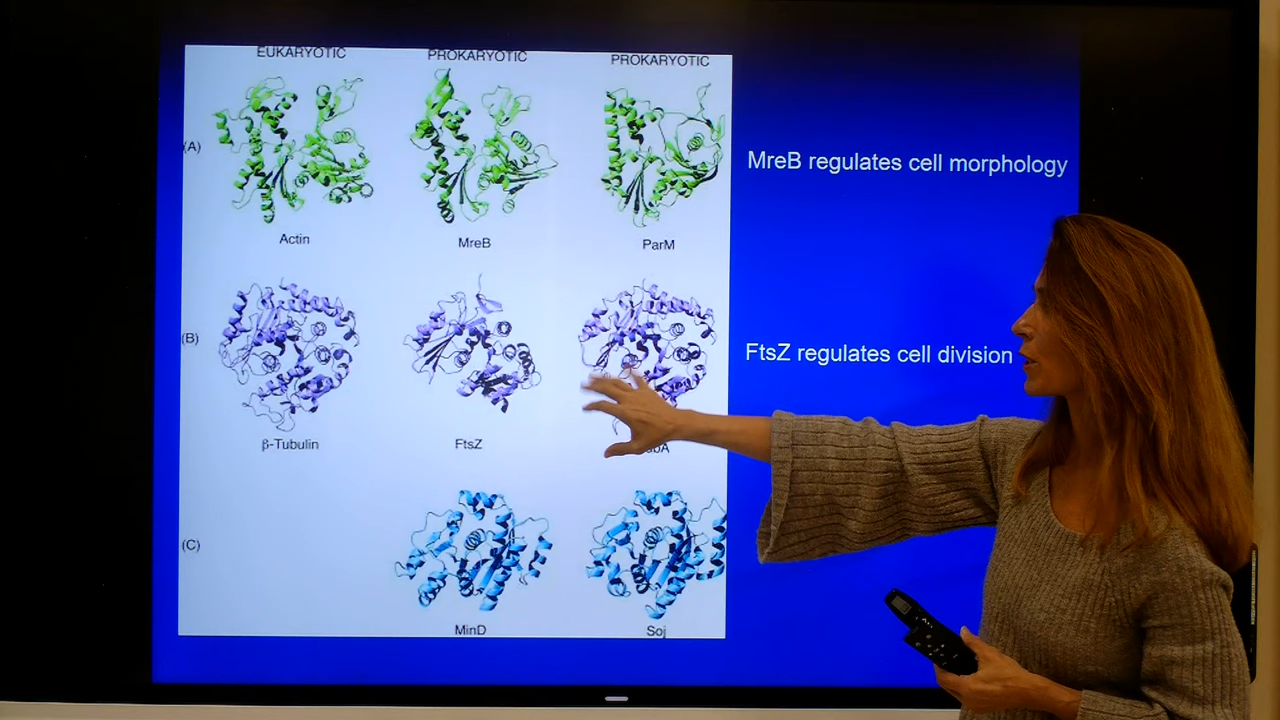 EUKARYOTIC PROKARYOTIC PROKARYOTIC
(A)
Actin MreB ParM
MreB regulates cell morphology
(B)
β-Tubulin FtsZ
FtsZ regulates cell division
(C)
MinD Soj